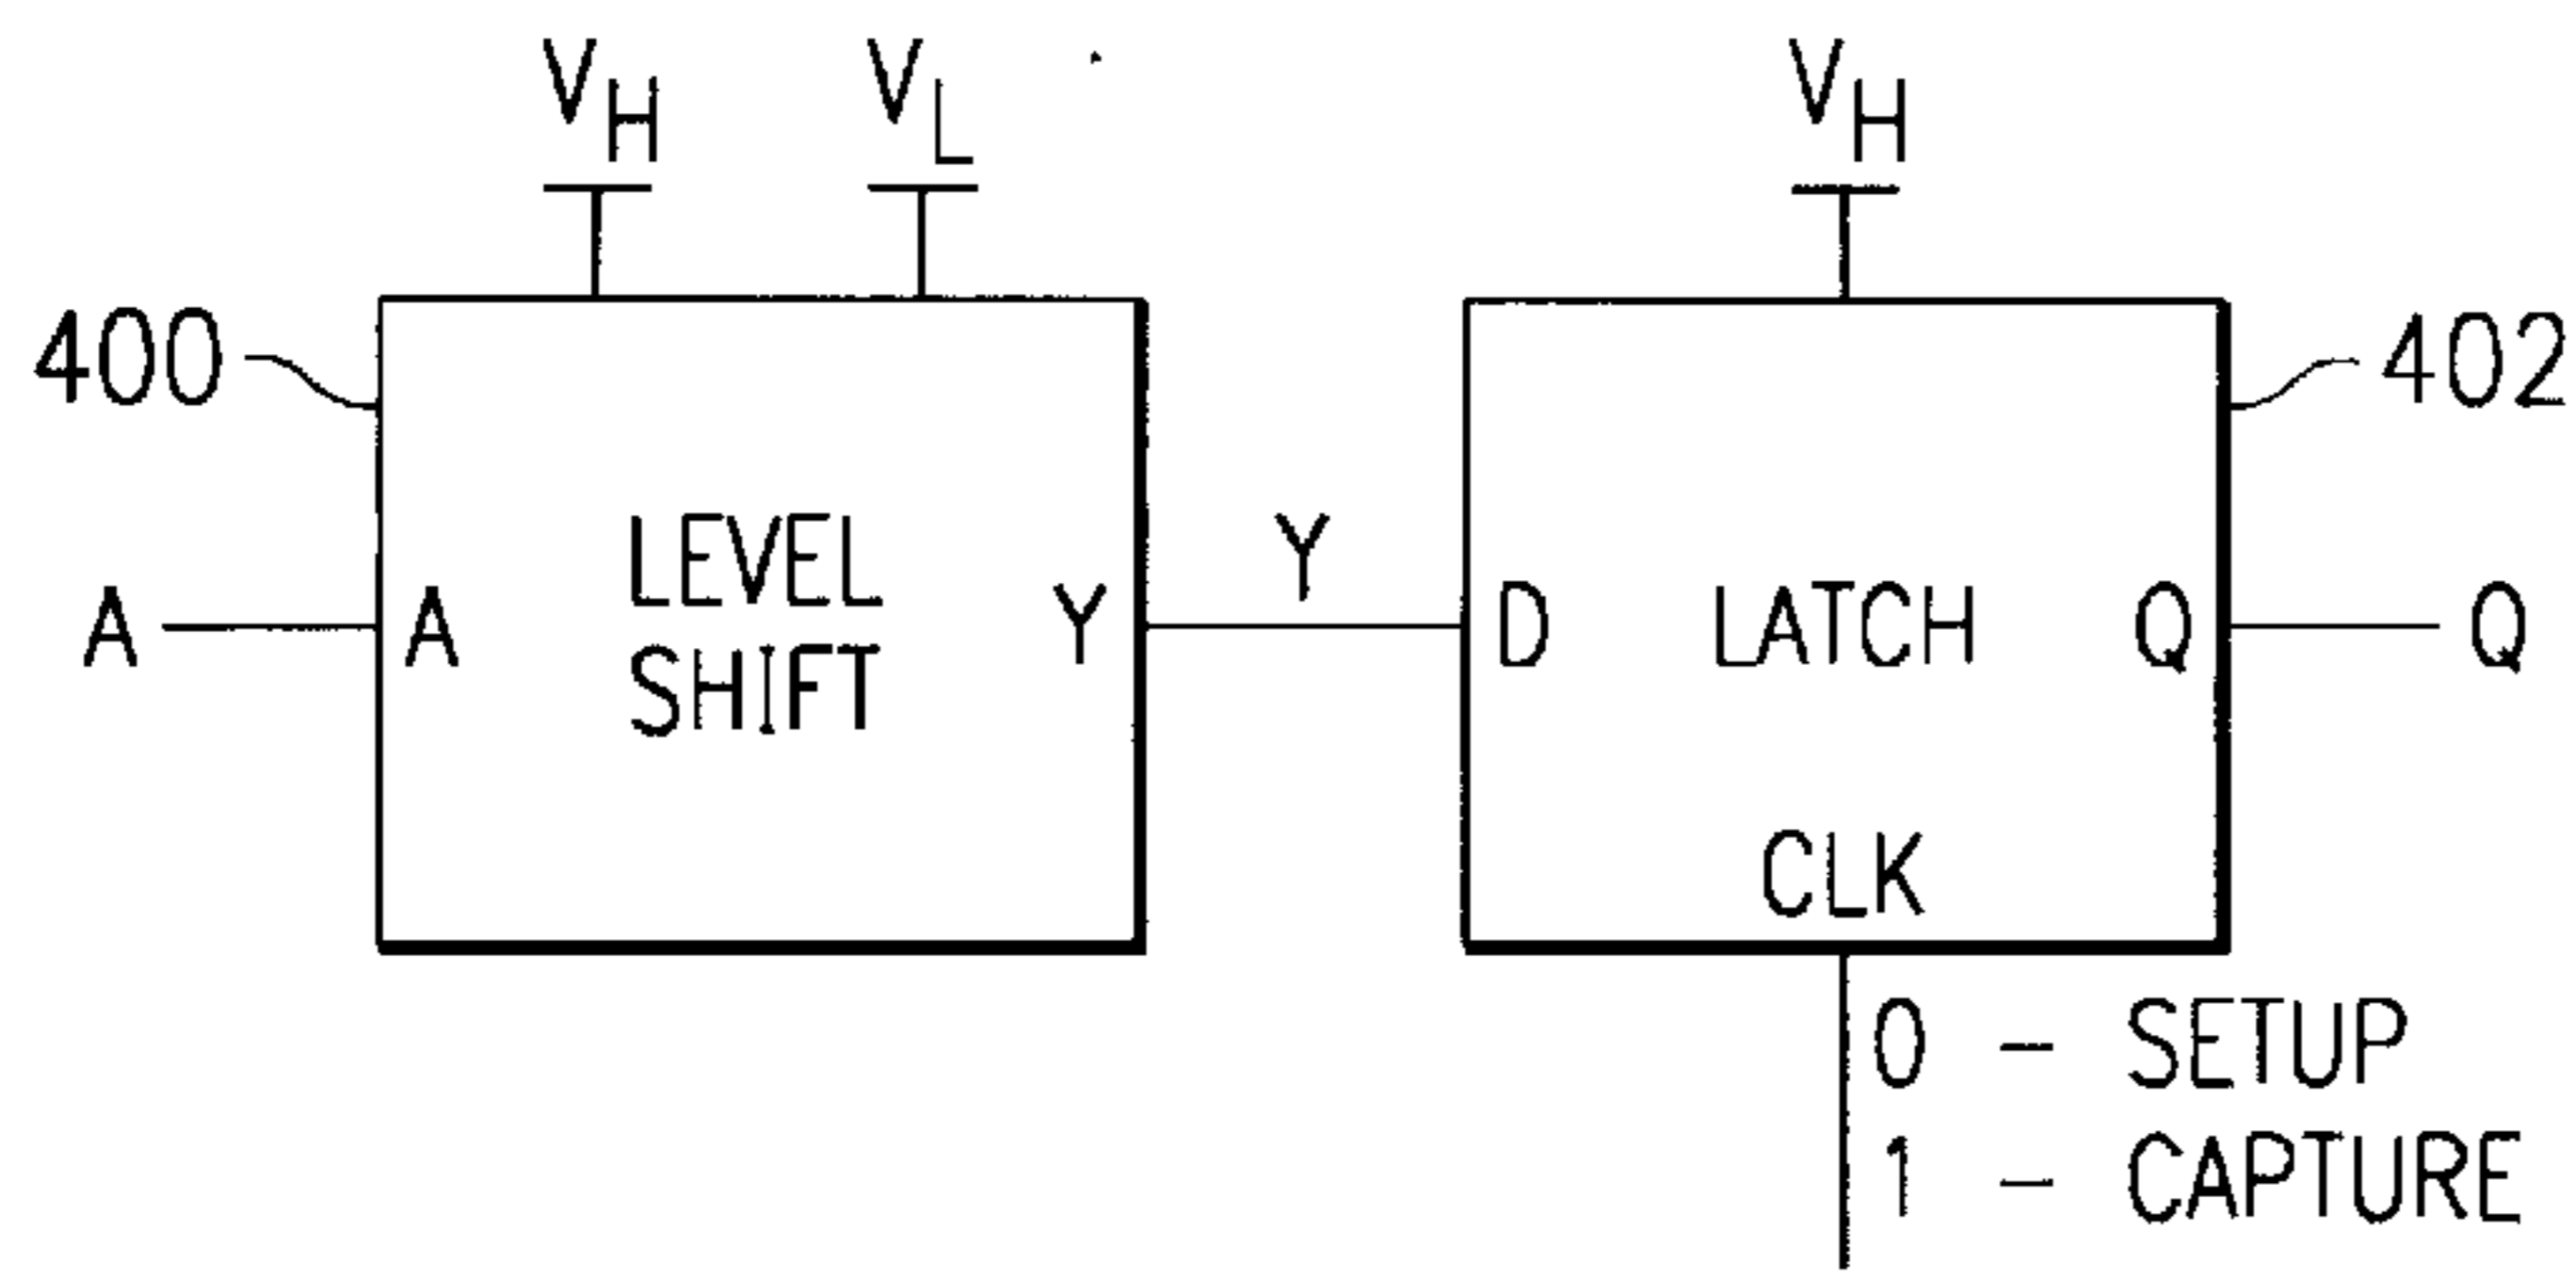 V_H V_L V_H
400 402
A A LEVEL SHIFT Y Y D LATCH Q Q
CLK
0 - SETUP
1 - CAPTURE